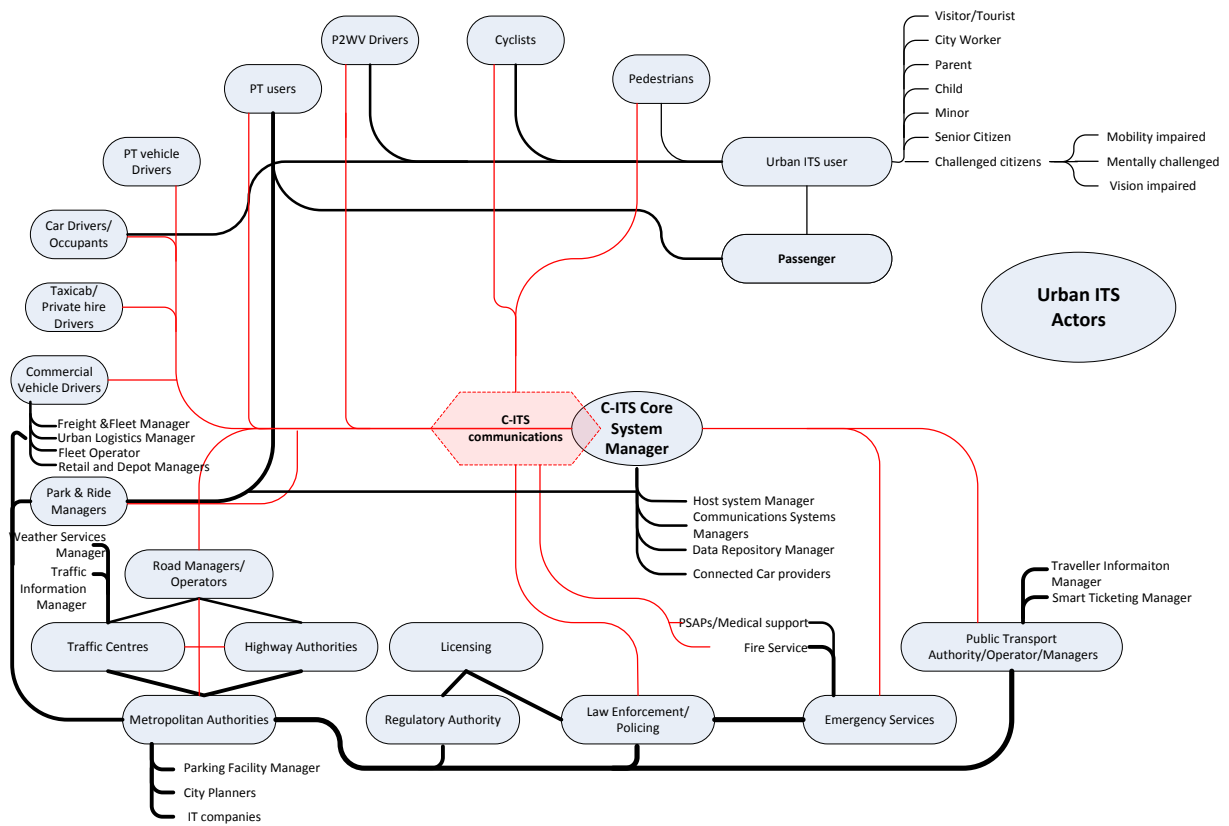 Visitor/Tourist
P2WV Drivers
Cyclists
City Worker
Parent
Pedestrians
PT users
Child
Minor
Senior Citizen
Mobility impaired
PT vehicle
Drivers
Urban ITS user
Challenged citizens
Mentally challenged
Vision impaired
Car Drivers/
Occupants
Passenger
Taxicab/
Private hire
Drivers
Urban ITS
Actors
Commercial
Vehicle Drivers
C-ITS
communications
C-ITS Core
System
Manager
Freight &Fleet Manager
Urban Logistics Manager
Fleet Operator
Retail and Depot Managers
Park & Ride
Managers
Host system Manager
Communications Systems
Managers
Data Repository Manager
Connected Car providers
Weather Services
Manager
Traffic
Information
Manager
Road Managers/
Operators
Traveller Informaiton
Manager
Smart Ticketing Manager
PSAPs/Medical support
Fire Service
Traffic Centres
Highway Authorities
Licensing
Public Transport
Authority/Operator/Managers
Metropolitan Authorities
Regulatory Authority
Law Enforcement/
Policing
Emergency Services
Parking Facility Manager
City Planners
IT companies